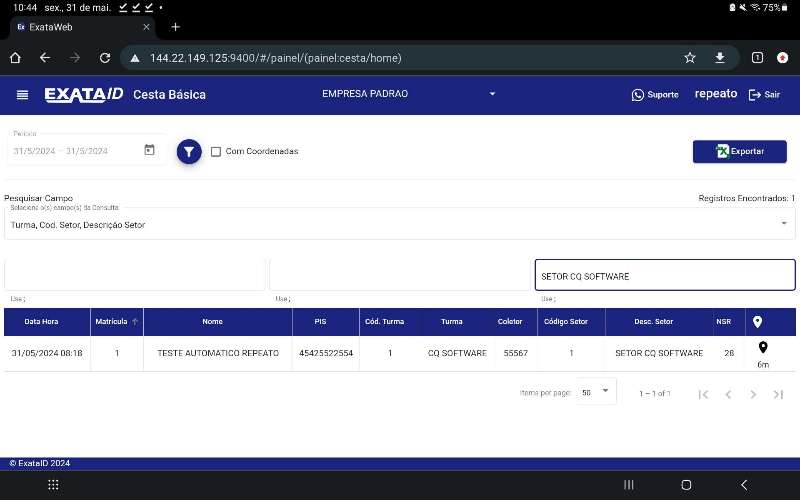 10:44 sex., 31 de mai. 75%
ExataWeb
144.22.149.125:9400/#/painel/(painel:cesta/home)
1
EXATAID Cesta Básica EMPRESA PADRAO Suporte repeato Sair
Período
31/5/2024 – 31/5/2024 Com Coordenadas Exportar
Pesquisar Campo Registros Encontrados: 1
Selecione o(s) campo(s) da Consulta
Turma, Cod. Setor, Descrição Setor
SETOR CQ SOFTWARE
Use ; Use ; Use ;
Data Hora Matrícula Nome PIS Cód. Turma Turma Coletor Código Setor Desc. Setor NSR
31/05/2024 08:18 1 TESTE AUTOMATICO REPEATO 45425522554 1 CQ SOFTWARE 55567 1 SETOR CQ SOFTWARE 28
6m
Items per page: 50 1 – 1 of 1
© ExataID 2024